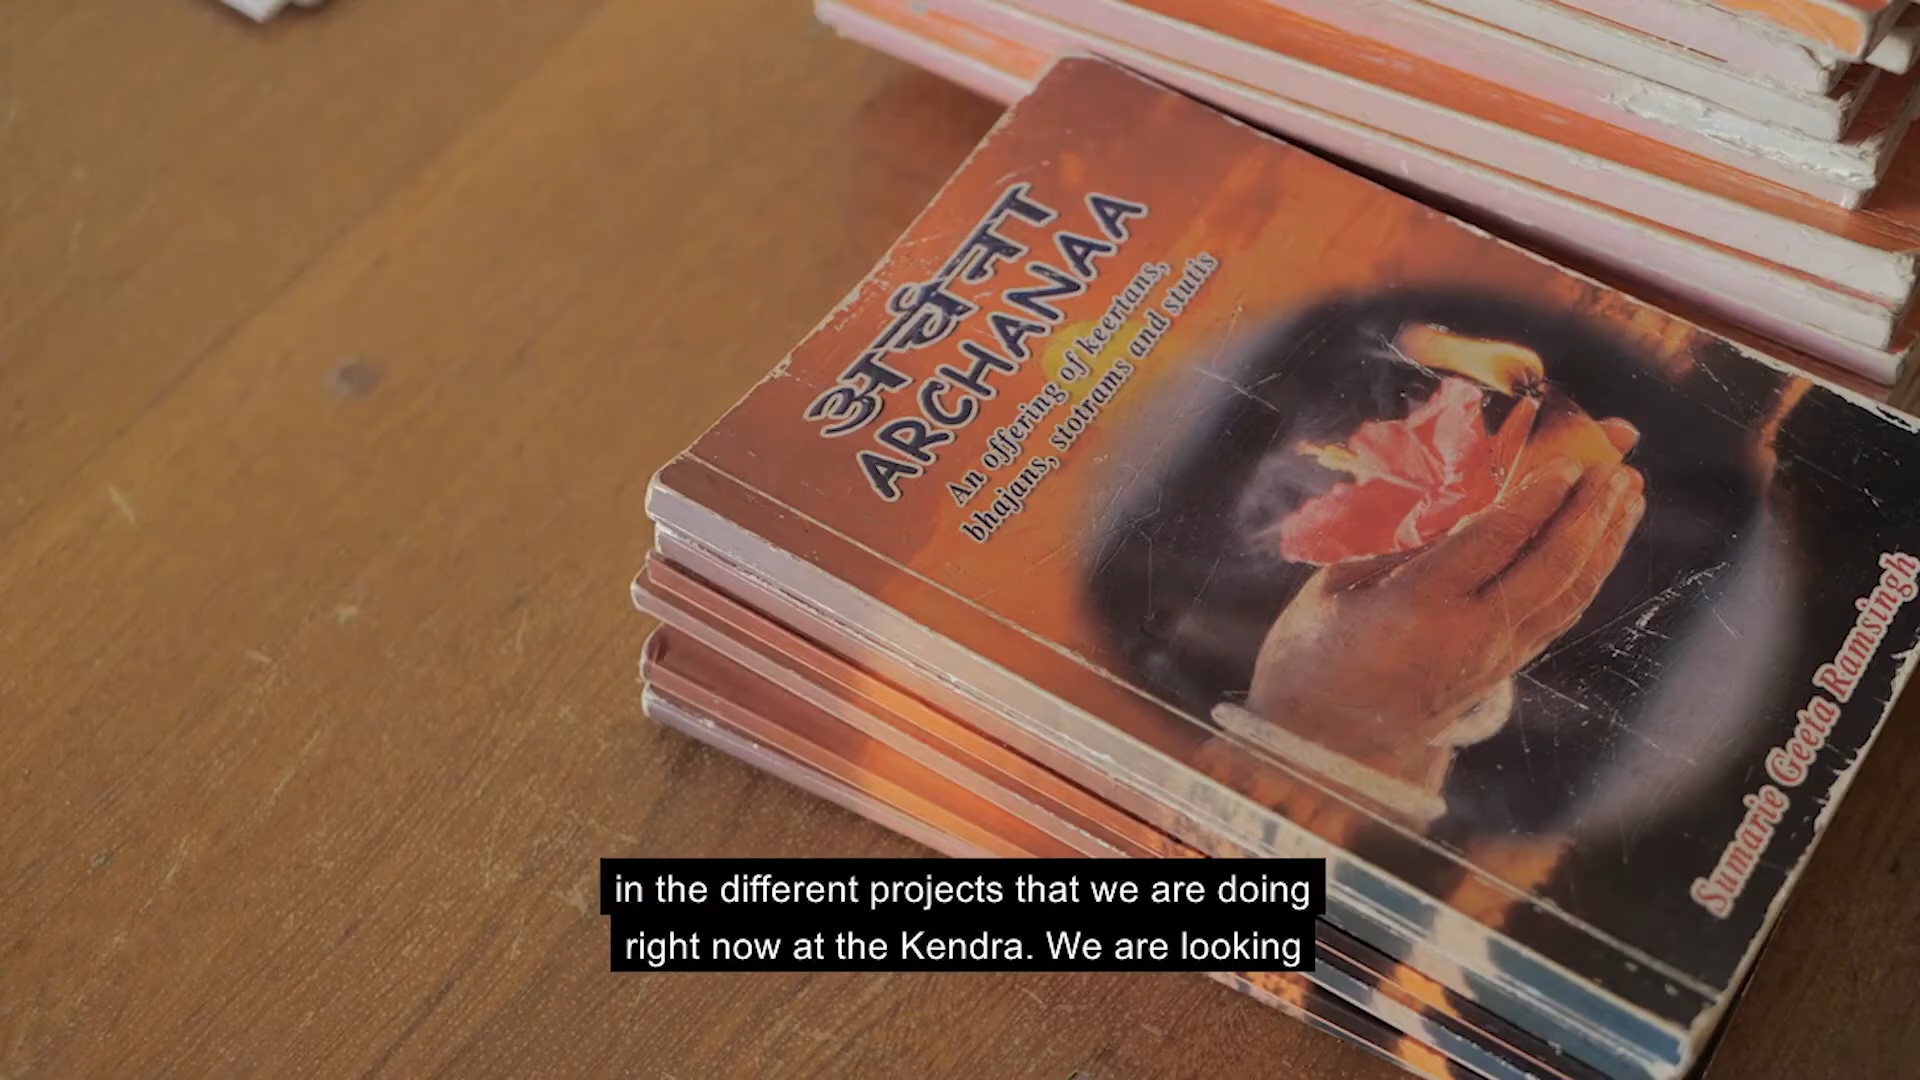 अर्चना
ARCHANAA
An offering of keertans,
bhajans, stotrams and stutis
Sumarie Geeta Ramsingh
in the different projects that we are doing
right now at the Kendra. We are looking